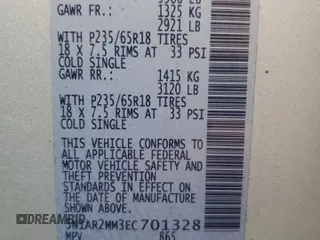 GAWR FR: 1325 KG
2921 LB
WITH P235/65R18 TIRES
18 X 7.5 RIMS AT 33 PSI
COLD SINGLE
GAWR RR: 1415 KG
3120 LB
WITH P235/65R18 TIRES
18 X 7.5 RIMS AT 33 PSI
COLD SINGLE
THIS VEHICLE CONFORMS TO
ALL APPLICABLE FEDERAL
MOTOR VEHICLE SAFETY AND
THEFT PREVENTION
STANDARDS IN EFFECT ON
THE DATE OF MANUFACTURE
SHOWN ABOVE.
5N1AR2MM3EC701328
MPV 865
DREAMBID